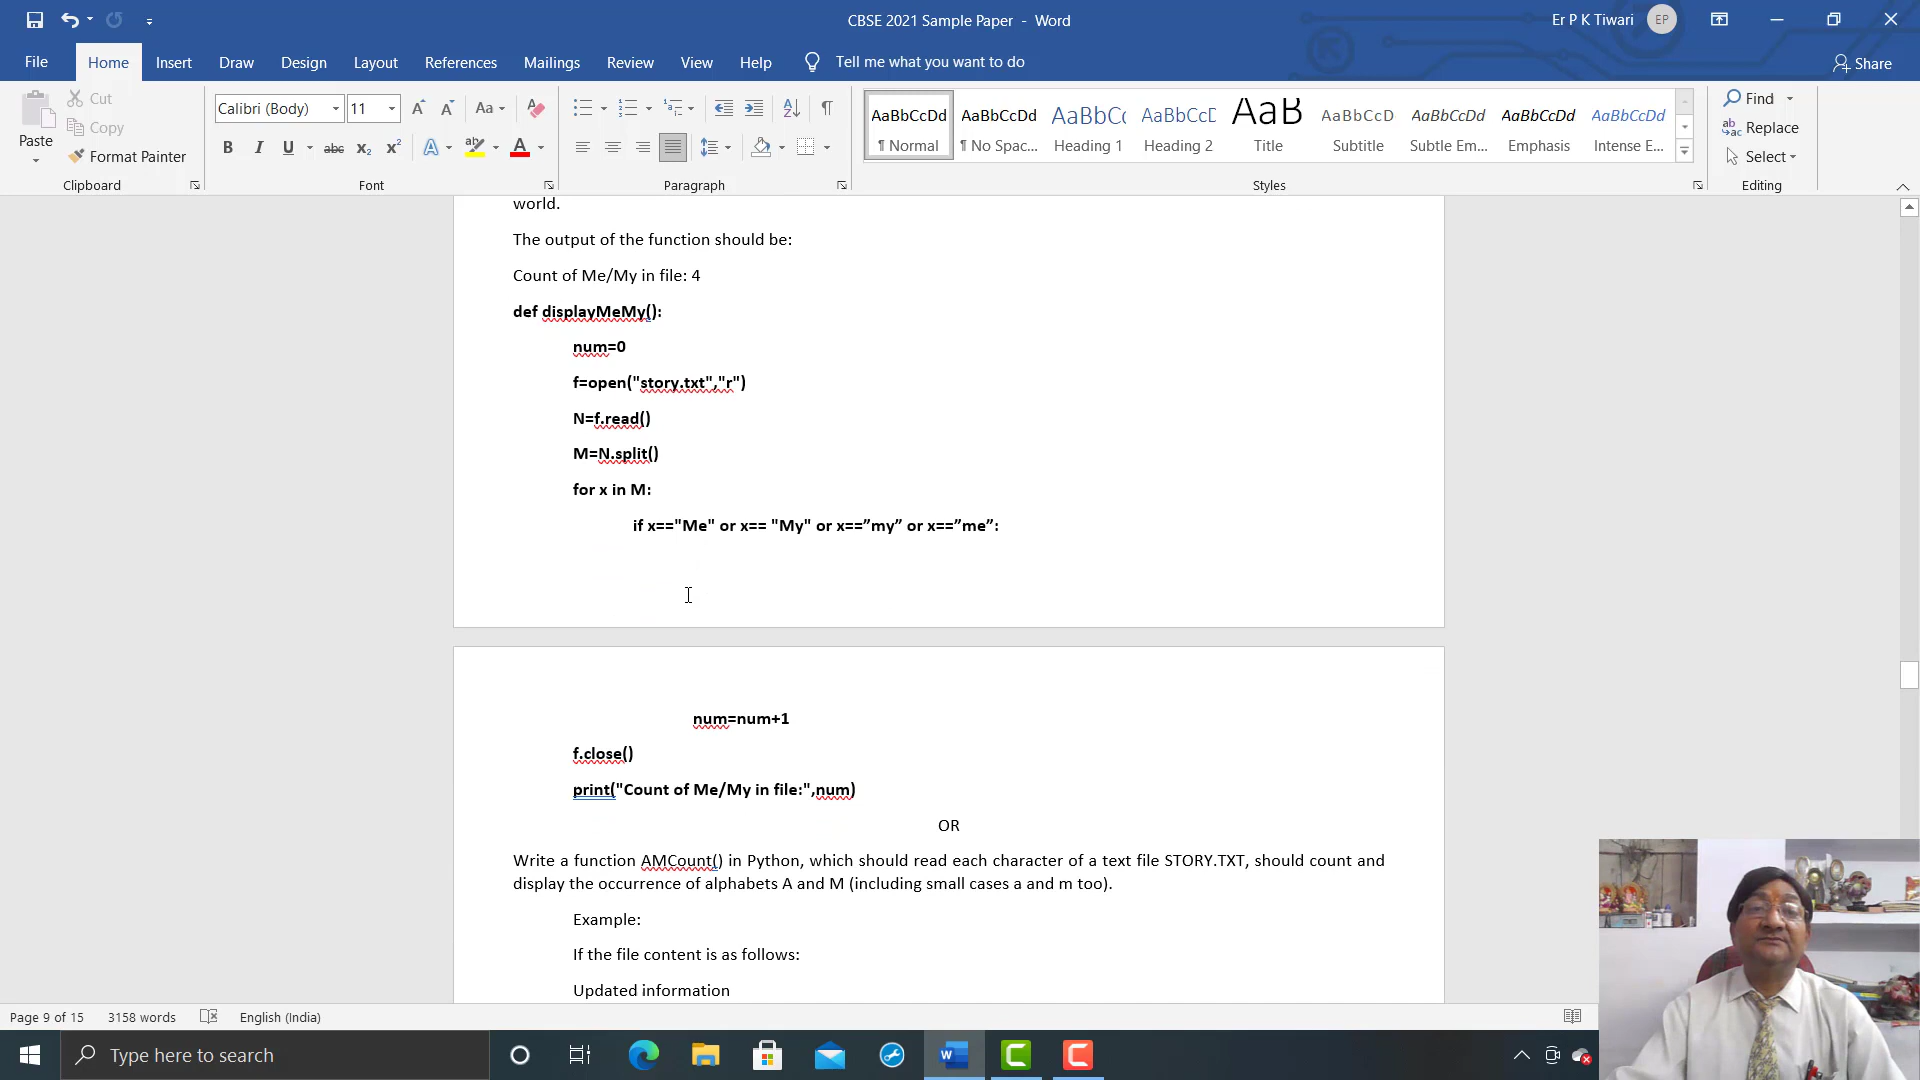 CBSE 2021 Sample Paper - Word
Er P K Tiwari
EP
File Home Insert Draw Design Layout References Mailings Review View Help Tell me what you want to do
Share
Paste
Cut
Copy
Format Painter
Clipboard
Calibri (Body) 11
Font
Paragraph
AaBbCcDd AaBbCcDd AaBbCc AaBbCcD AaB AaBbCcD AaBbCcDd AaBbCcDd AaBbCcDd
¶ Normal ¶ No Spac... Heading 1 Heading 2 Title Subtitle Subtle Em... Emphasis Intense E...
Styles
Find
Replace
Select
Editing
world.
The output of the function should be:
Count of Me/My in file: 4
def displayMeMy():
num=0
f=open("story.txt","r")
N=f.read()
M=N.split()
for x in M:
if x=="Me" or x== "My" or x==”my” or x==”me”:
num=num+1
f.close()
print("Count of Me/My in file:",num)
OR
Write a function AMCount() in Python, which should read each character of a text file STORY.TXT, should count and
display the occurrence of alphabets A and M (including small cases a and m too).
Example:
If the file content is as follows:
Updated information
Page 9 of 15 3158 words English (India)
Type here to search